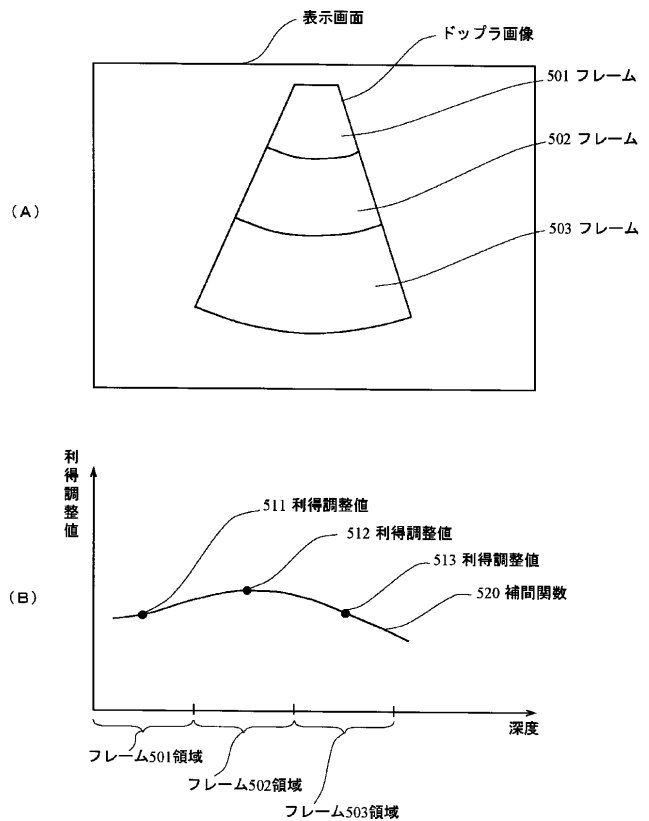 表示画面
ドップラ画像
501 フレーム
502 フレーム
(A)
503 フレーム
利得調整値
511 利得調整値
512 利得調整値
513 利得調整値
520 補間関数
(B)
深度
フレーム501領域
フレーム502領域
フレーム503領域